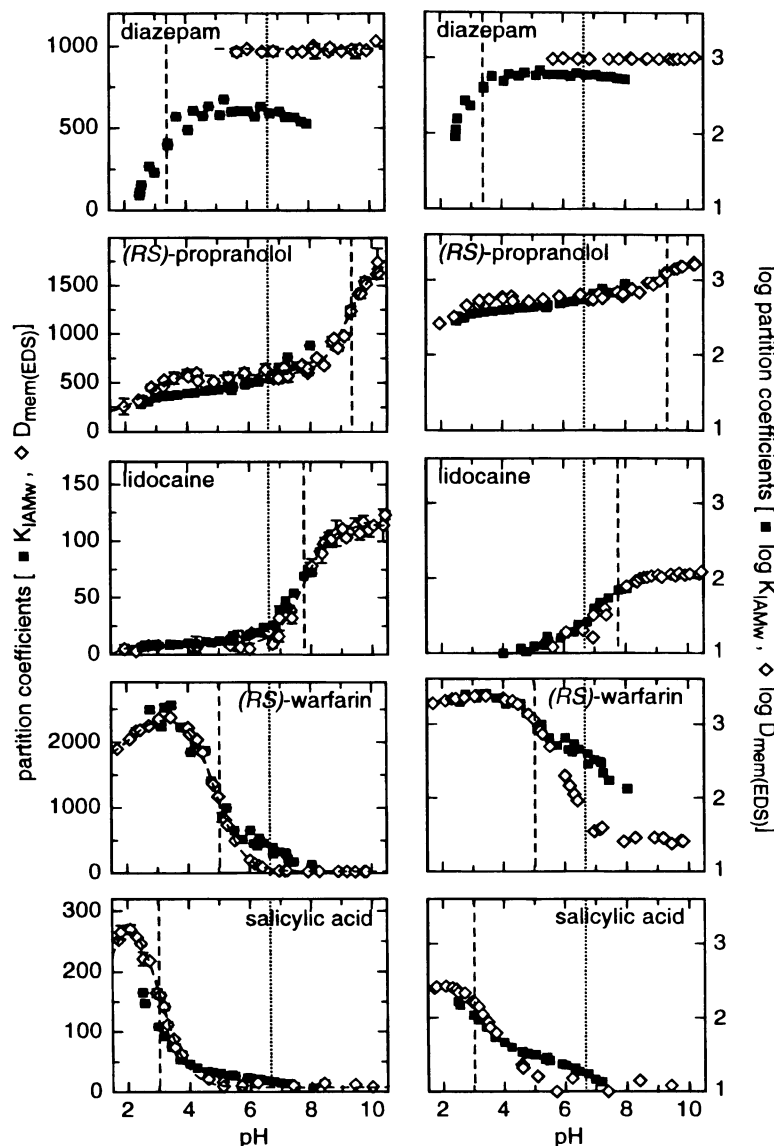 diazepam
1000
500
0
(RS)-propranolol
1500
1000
500
0
lidocaine
150
100
50
25
0
(RS)-warfarin
2000
1000
0
salicylic acid
300
200
150
100
50
0
2 4 6 8 10
pH
partition coefficients [ ■ K_IAMw , ◇ D_mem(EDS)]
diazepam
3
2
1
(RS)-propranolol
3
2
1
lidocaine
3
2
1
(RS)-warfarin
3
2
1
salicylic acid
3
2
1
2 4 6 8 10
pH
log partition coefficients [ ■ log K_IAMw , ◇ log D_mem(EDS)]